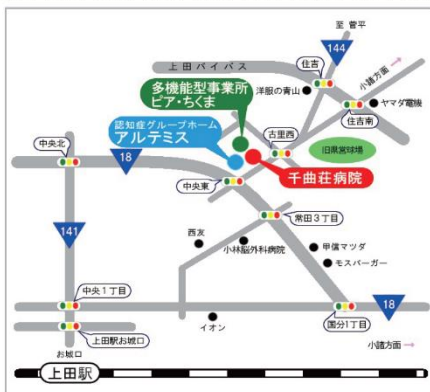 至 菅平
144
上田バイパス
住吉
小諸方面
多機能型事業所
ピア・ちくま
洋服の青山
ヤマダ電機
住吉南
認知症グループホーム
アルテミス
古里西
旧県営球場
中央北
18
千曲荘病院
中央東
常田3丁目
141
西友
小林脳外科病院
甲信マツダ
モスバーガー
中央1丁目
18
イオン
国分1丁目
上田駅お城口
お城口
小諸方面
上田駅